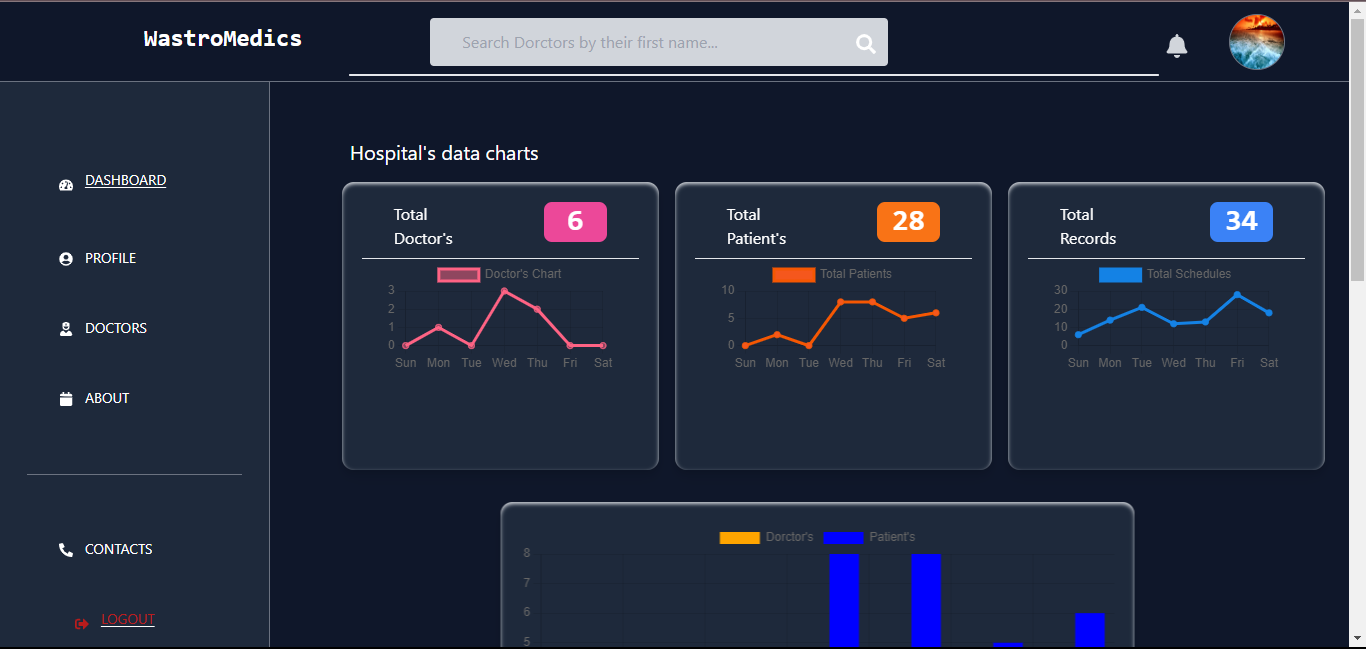 WastroMedics
Search Dorctors by their first name...
DASHBOARD
PROFILE
DOCTORS
ABOUT
CONTACTS
LOGOUT
Hospital's data charts
Total
Doctor's
6
Doctor's Chart
3
2
1
0
Sun Mon Tue Wed Thu Fri Sat
Total
Patient's
28
Total Patients
10
5
0
Sun Mon Tue Wed Thu Fri Sat
Total
Records
34
Total Schedules
30
20
10
0
Sun Mon Tue Wed Thu Fri Sat
Dorctor's Patient's
8
7
6
5